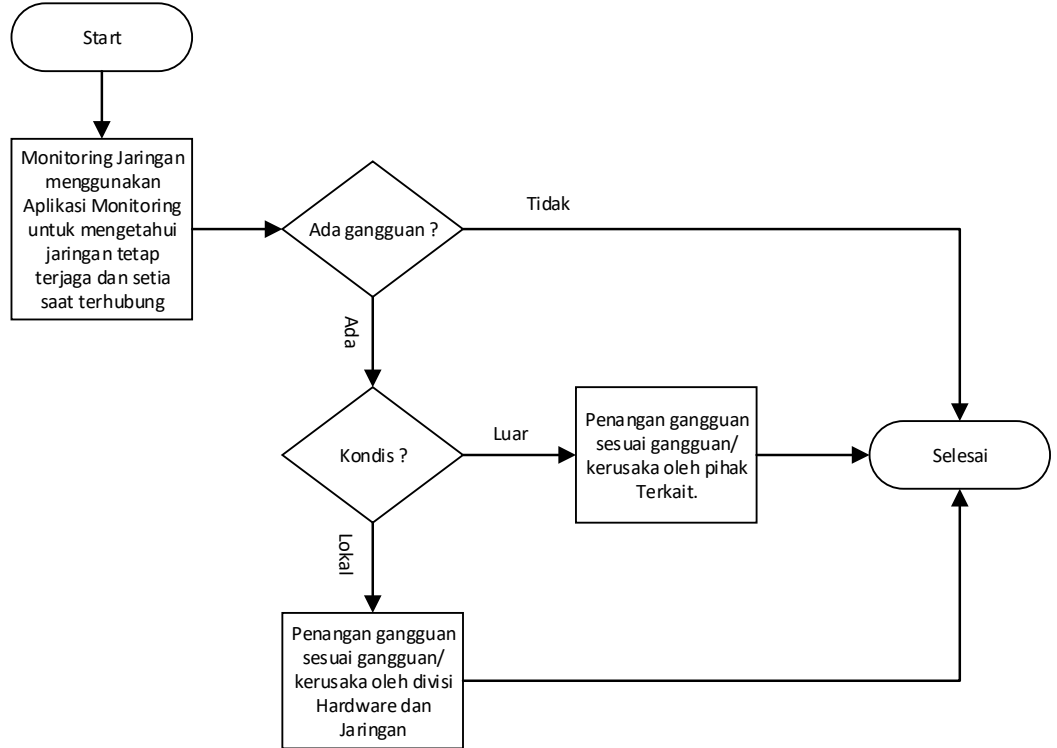 Start
Monitoring Jaringan
menggunakan
Aplikasi Monitoring
untuk mengetahui
jaringan tetap
terjaga dan setia
saat terhubung
Ada gangguan ?
Tidak
Ada
Kondis ?
Luar
Penangan gangguan
sesuai gangguan/
kerusaka oleh pihak
Terkait.
Selesai
Lokal
Penangan gangguan
sesuai gangguan/
kerusaka oleh divisi
Hardware dan
Jaringan